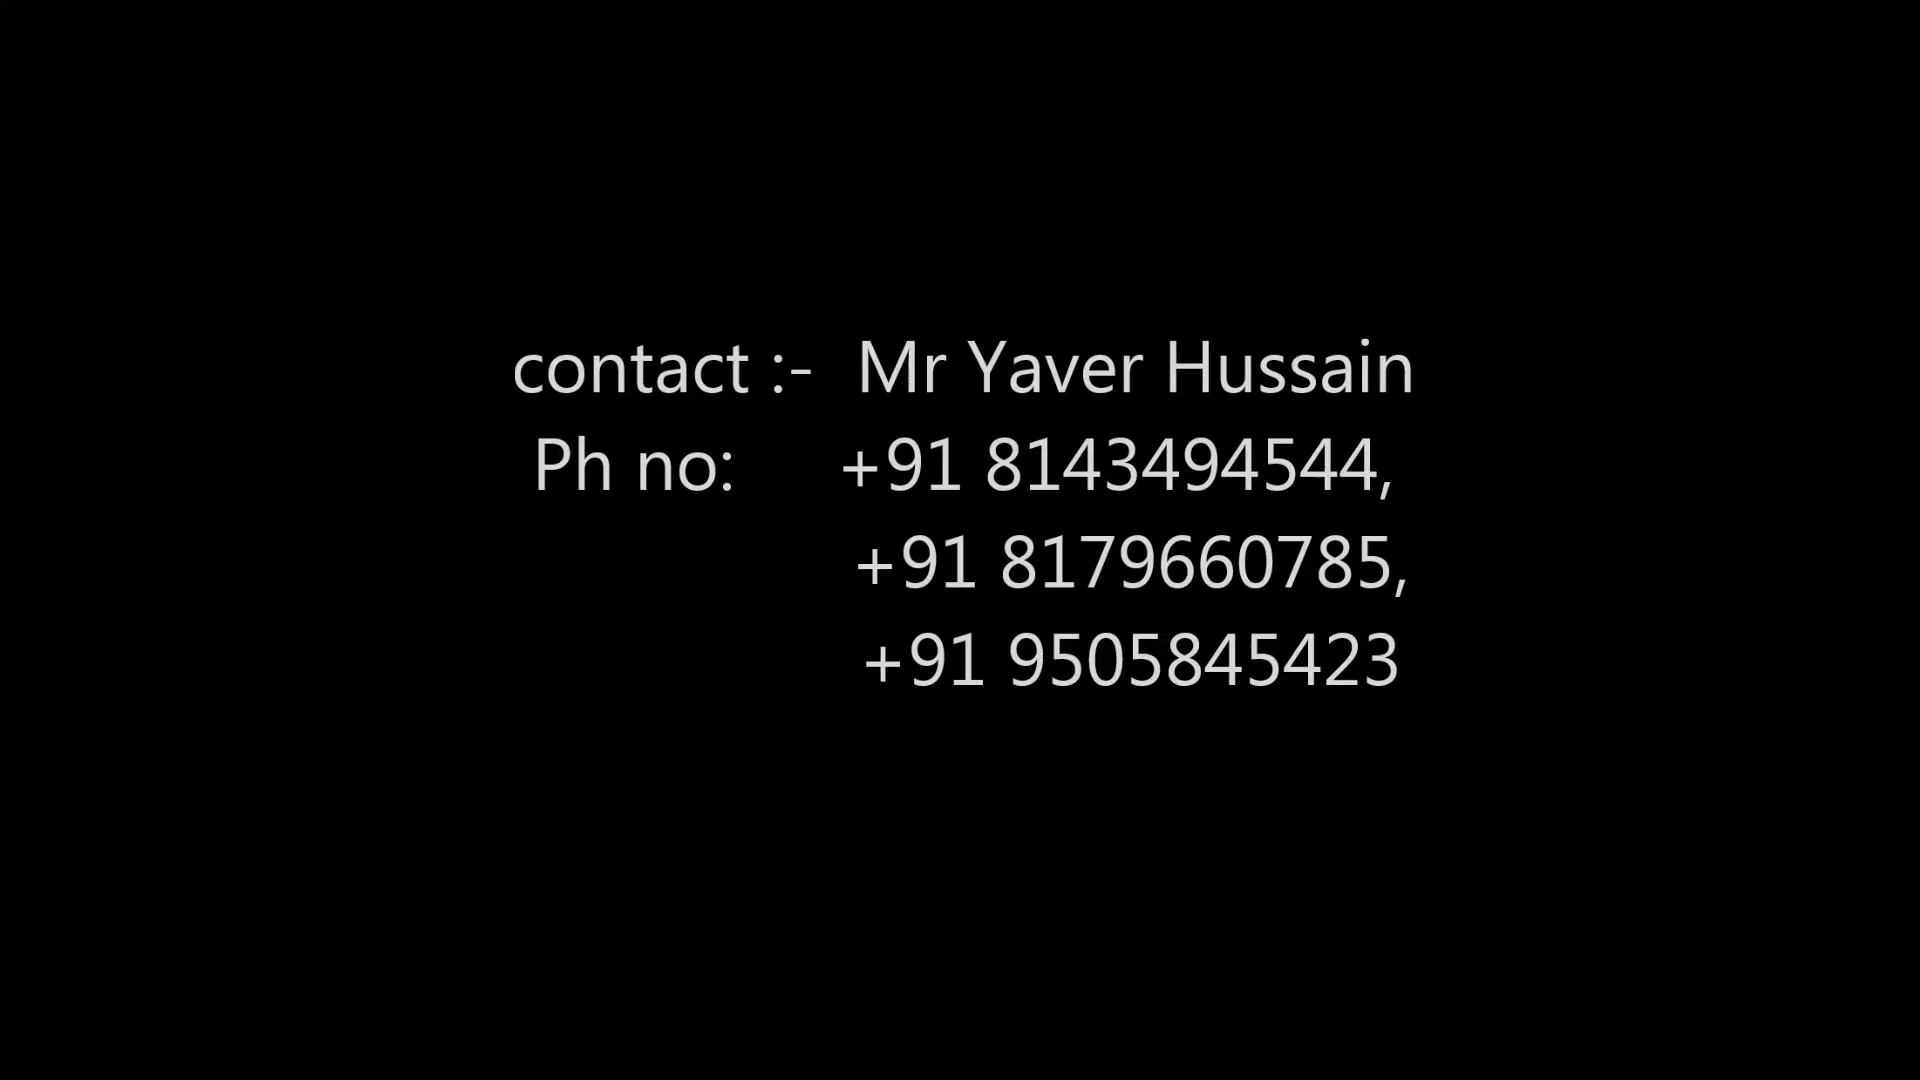 contact :-  Mr Yaver Hussain
Ph no:     +91 8143494544,
+91 8179660785,
+91 9505845423